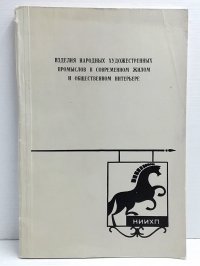 ИЗДЕЛИЯ НАРОДНЫХ ХУДОЖЕСТВЕННЫХ
ПРОМЫСЛОВ В СОВРЕМЕННОМ ЖИЛОМ
И ОБЩЕСТВЕННОМ ИНТЕРЬЕРЕ
НИИХП